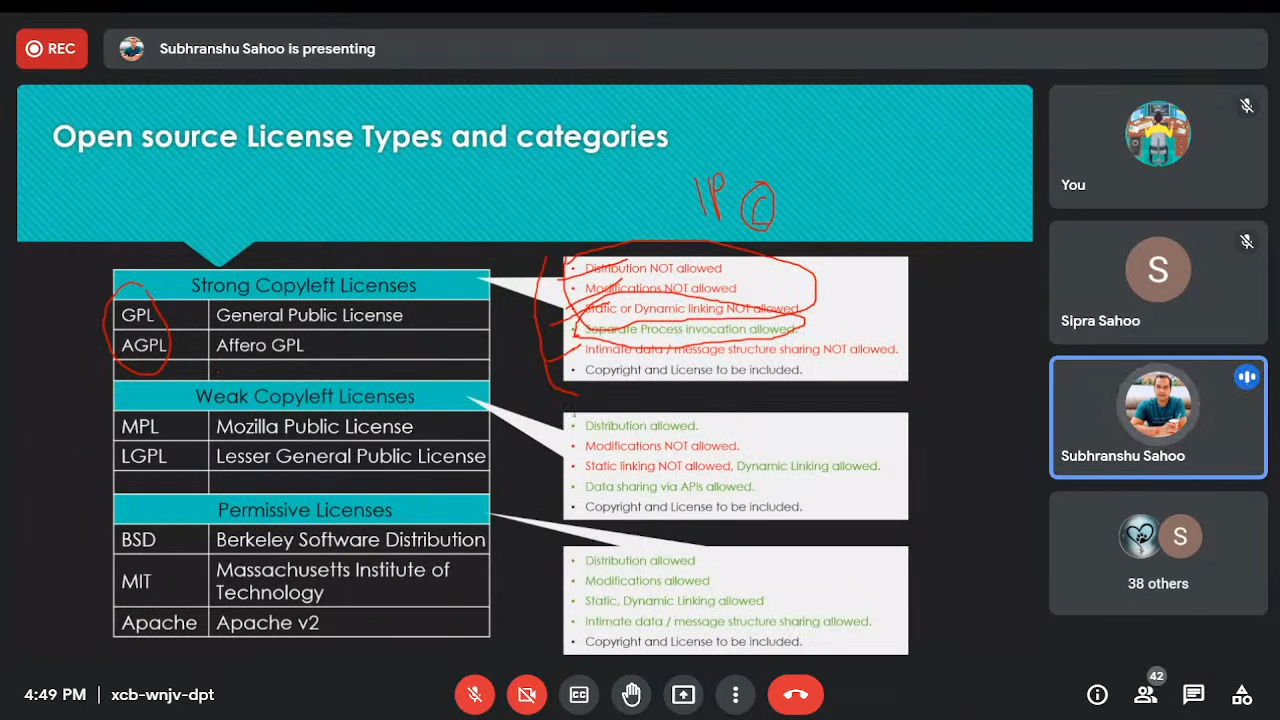 REC
Subhranshu Sahoo is presenting
Open source License Types and categories
IP ©
Strong Copyleft Licenses
GPL General Public License
AGPL Affero GPL
Weak Copyleft Licenses
MPL Mozilla Public License
LGPL Lesser General Public License
Permissive Licenses
BSD Berkeley Software Distribution
MIT Massachusetts Institute of
Technology
Apache Apache v2
• Distribution NOT allowed
• Modifications NOT allowed
• Static or Dynamic linking NOT allowed
• Separate Process invocation allowed.
• Intimate data / message structure sharing NOT allowed.
• Copyright and License to be included.
• Distribution allowed.
• Modifications NOT allowed.
• Static linking NOT allowed, Dynamic Linking allowed.
• Data sharing via APIs allowed.
• Copyright and License to be included.
• Distribution allowed
• Modifications allowed
• Static, Dynamic Linking allowed
• Intimate data / message structure sharing allowed.
• Copyright and License to be included.
You
S
Sipra Sahoo
Subhranshu Sahoo
S
38 others
4:49 PM | xcb-wnjv-dpt
CC
42